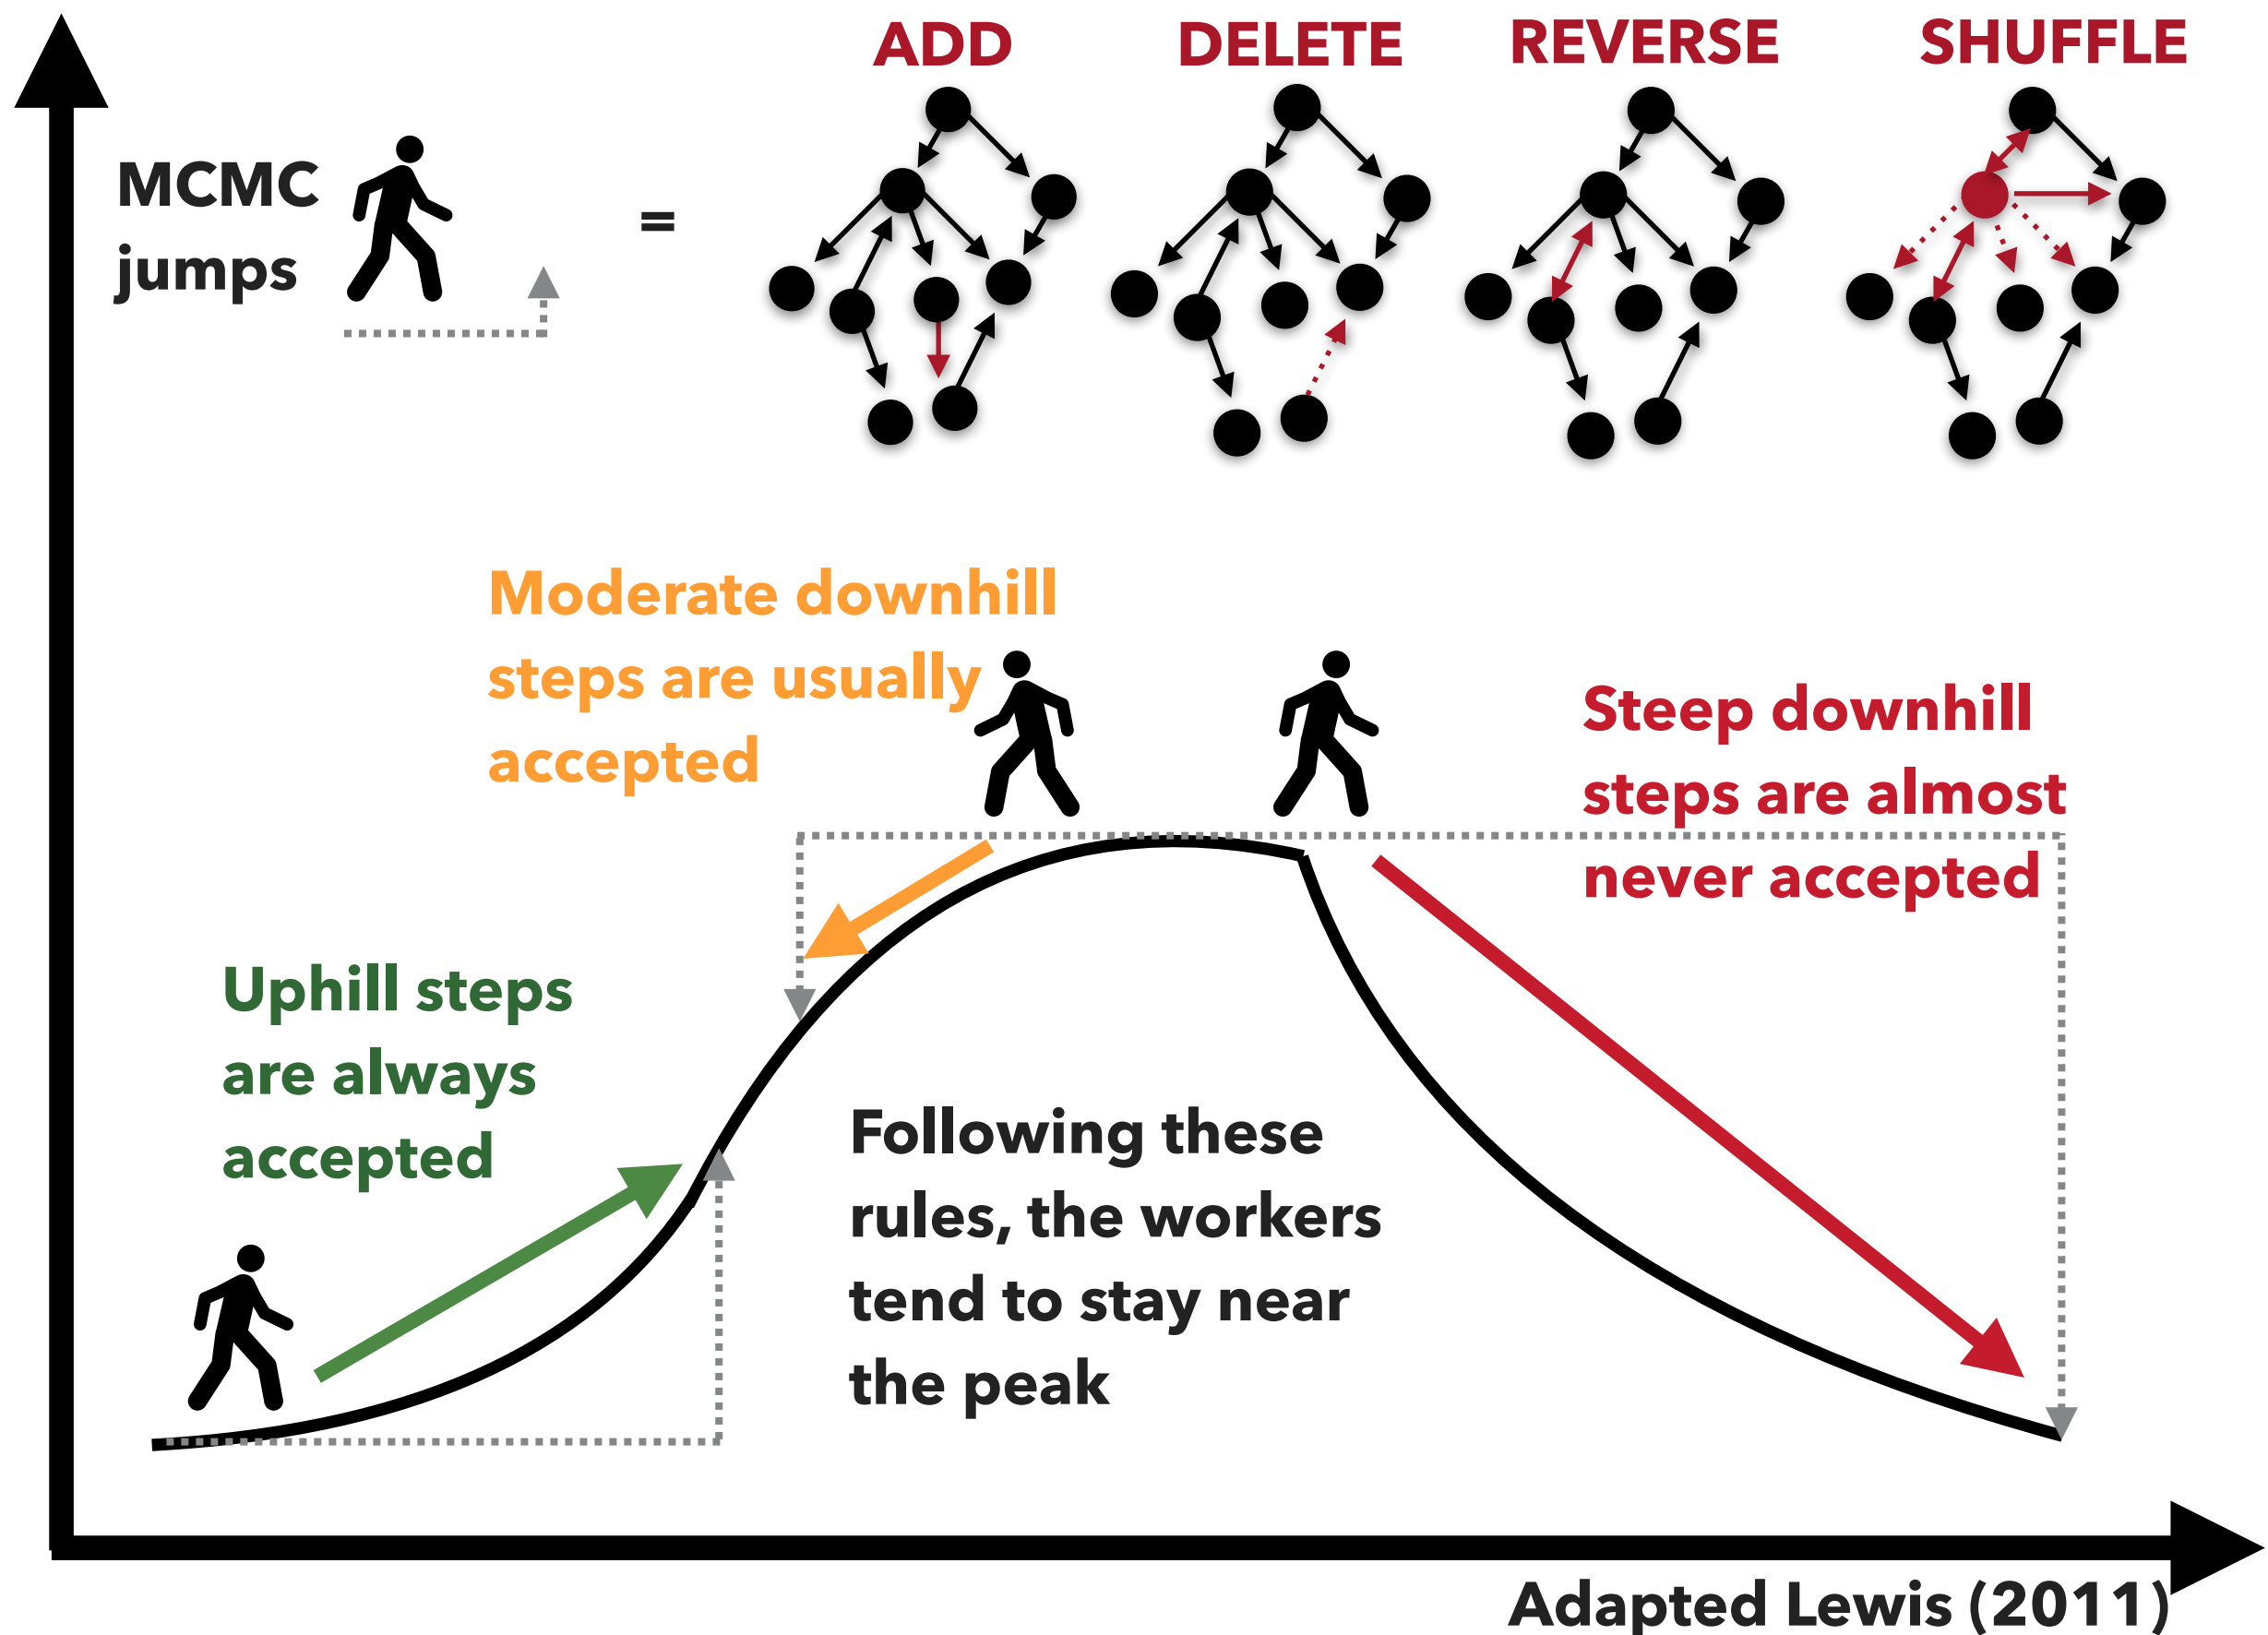 ADD
DELETE
REVERSE
SHUFFLE
MCMC
jumps
=
Moderate downhill
steps are usually
accepted
Steep downhill
steps are almost
never accepted
Uphill steps
are always
accepted
Following these
rules, the workers
tend to stay near
the peak
Adapted Lewis (2011)